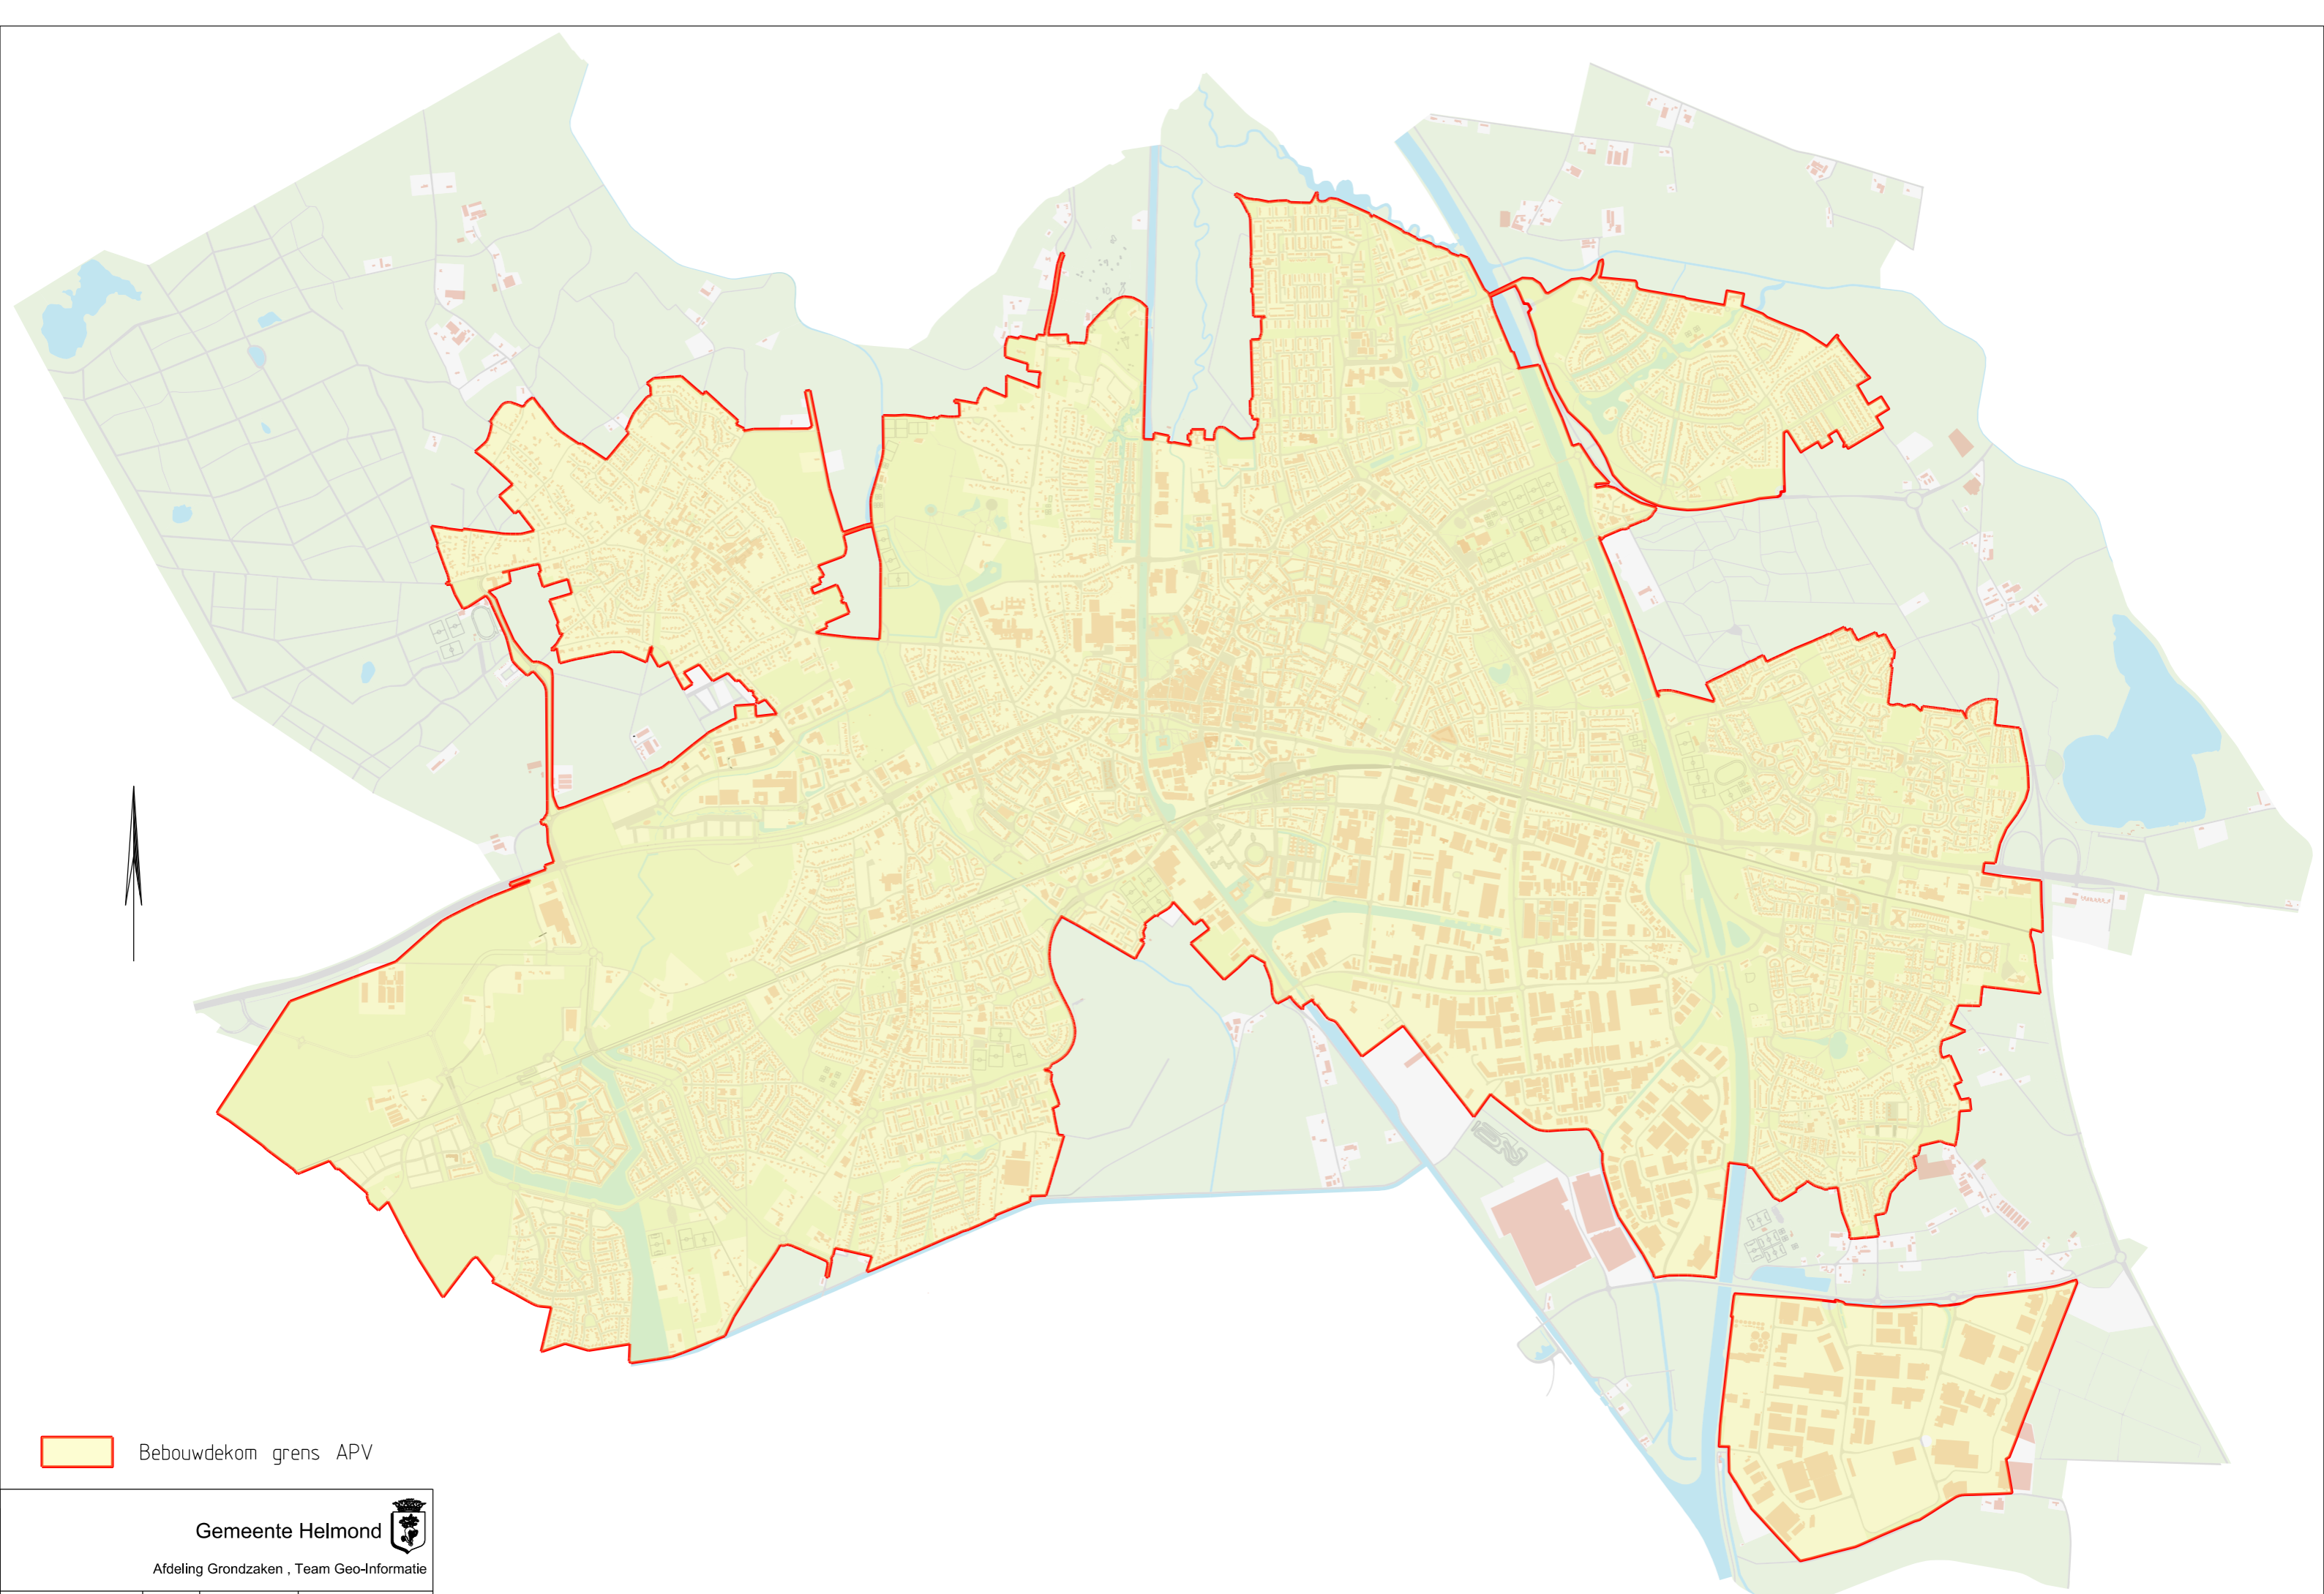 Bebouwdekom grens APV
Gemeente Helmond
Afdeling Grondzaken , Team Geo-Informatie